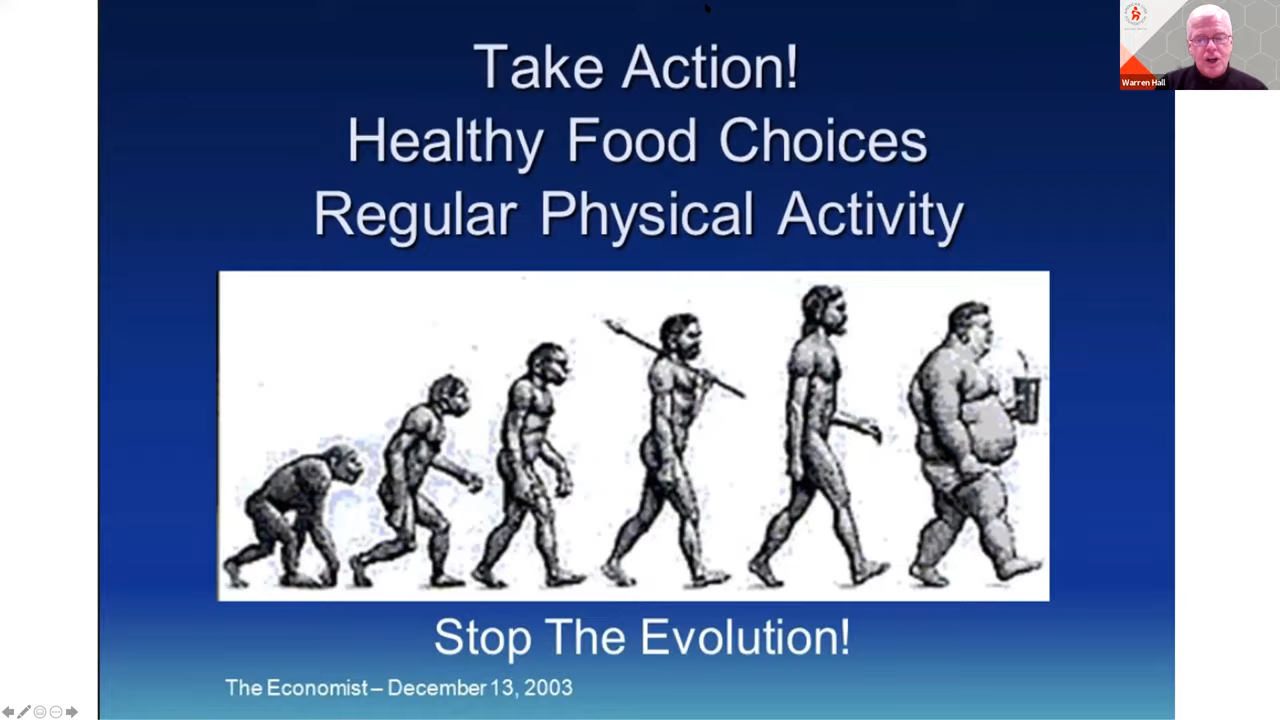 Take Action!
Healthy Food Choices
Regular Physical Activity
Stop The Evolution!
The Economist – December 13, 2003
Warren Hall